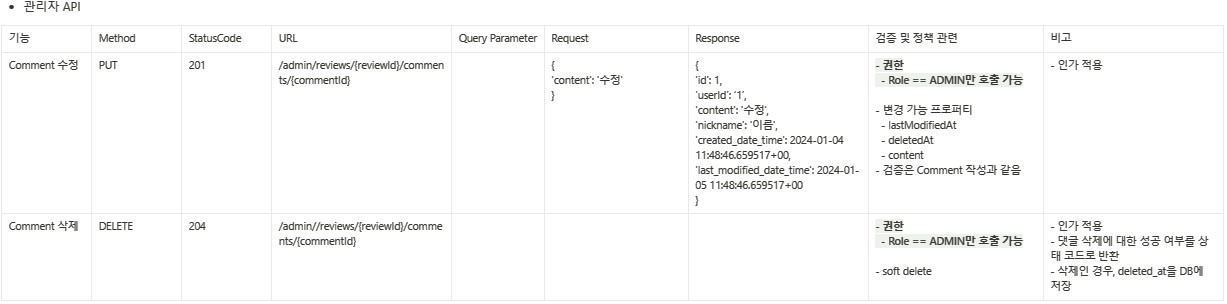 • 관리자 API
기능 Method StatusCode URL Query Parameter Request Response 검증 및 정책 관련 비고
Comment 수정 PUT 201
/admin/reviews/{reviewId}/commen
ts/{commentId}
{
'content': '수정'
}
{
'id': 1,
'userId': ‘1’,
'content': '수정',
'nickname': '이름',
'created_date_time': 2024-01-04
11:48:46.659517+00,
'last_modified_date_time': 2024-01-
05 11:48:46.659517+00
}
- 권한
- Role == ADMIN만 호출 가능
- 변경 가능 프로퍼티
- lastModifiedAt
- deletedAt
- content
- 검증은 Comment 작성과 같음
- 인가 적용
Comment 삭제 DELETE 204
/admin//reviews/{reviewId}/comme
nts/{commentId}
- 권한
- Role == ADMIN만 호출 가능
- soft delete
- 인가 적용
- 댓글 삭제에 대한 성공 여부를 상
태 코드로 반환
- 삭제인 경우, deleted_at을 DB에
저장